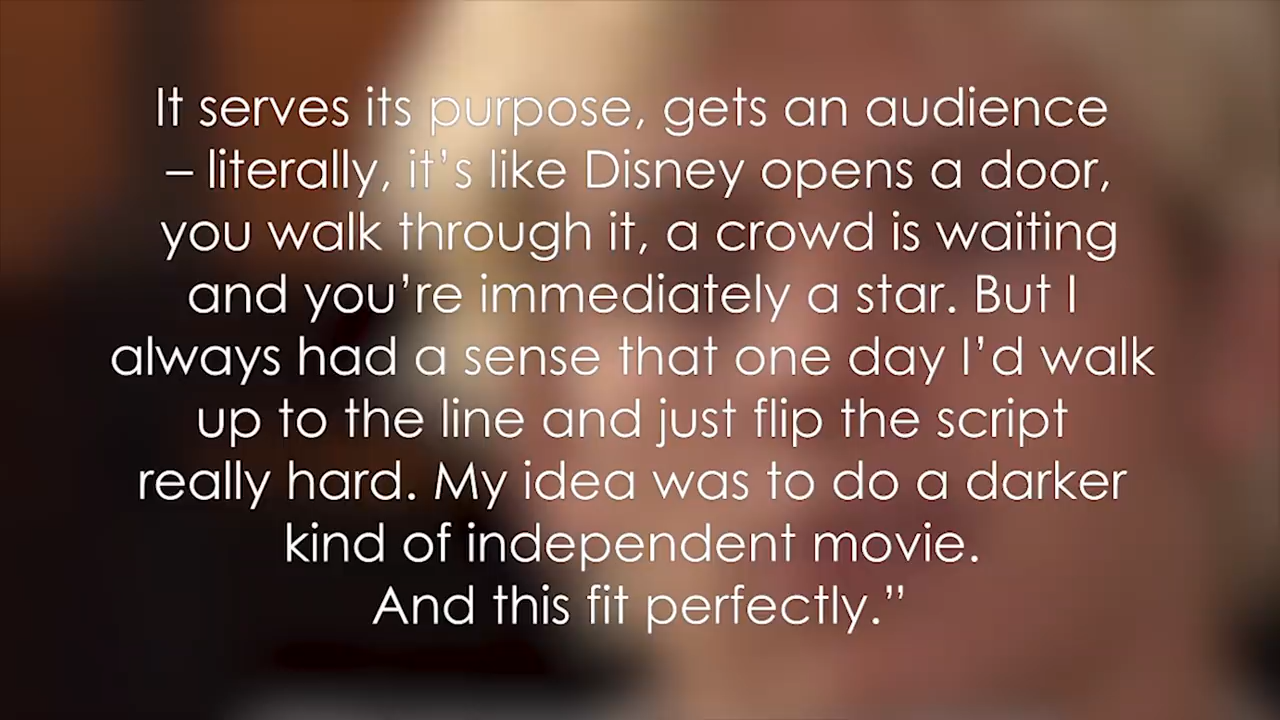 It serves its purpose, gets an audience
– literally, it’s like Disney opens a door,
you walk through it, a crowd is waiting
and you’re immediately a star. But I
always had a sense that one day I’d walk
up to the line and just flip the script
really hard. My idea was to do a darker
kind of independent movie.
And this fit perfectly.”